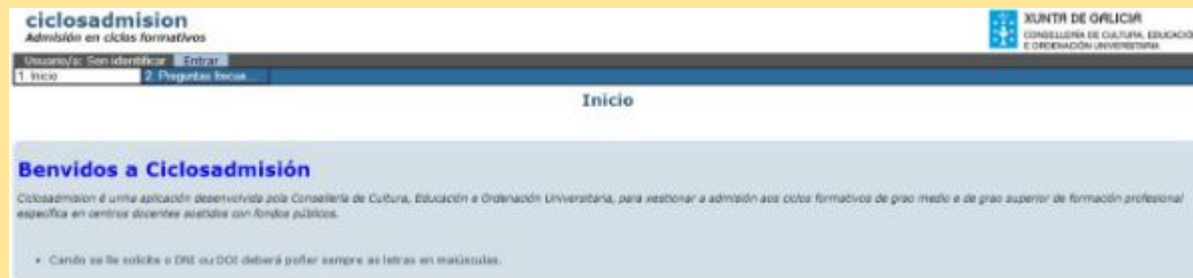 ciclosadmision
Admisión en ciclos formativos
XUNTA DE GALICIA
CONSELLERÍA DE CULTURA, EDUCACIÓ
E ORDENACIÓN UNIVERSITARIA
Usuario/a: Sen identificar Entrar
1. Inicio 2. Preguntas frecue...
Inicio
Benvidos a Ciclosadmisión
Ciclosadmision é unha aplicación desenvolvida pola Consellería de Cultura, Educación e Ordenación Universitaria, para xestionar a admisión aos ciclos formativos de grao medio e de grao superior de formación profesional
específica en centros docentes sostidos con fondos públicos.
• Cando se lle solicite o DNI ou DOI deberá poñer sempre as letras en maiúsculas.